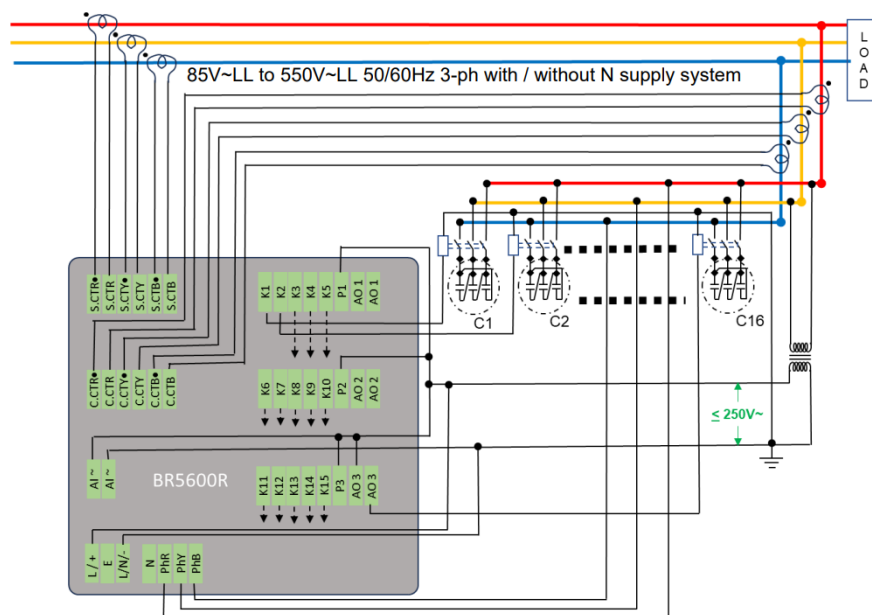 LOAD
85V~LL to 550V~LL 50/60Hz 3-ph with / without N supply system
S.CTR•
S.CTR
S.CTY•
S.CTY
S.CTB•
S.CTB
K1
K2
K3
K4
K5
P1
AO 1
AO 1
C1
C2
C16
C.CTR•
C.CTR
C.CTY•
C.CTY
C.CTB•
C.CTB
K6
K7
K8
K9
K10
P2
AO 2
AO 2
≤ 250V~
AI ~
AI ~
BR5600R
K11
K12
K13
K14
K15
P3
AO 3
AO 3
L / +
E
L/N/-
N
PhR
PhY
PhB